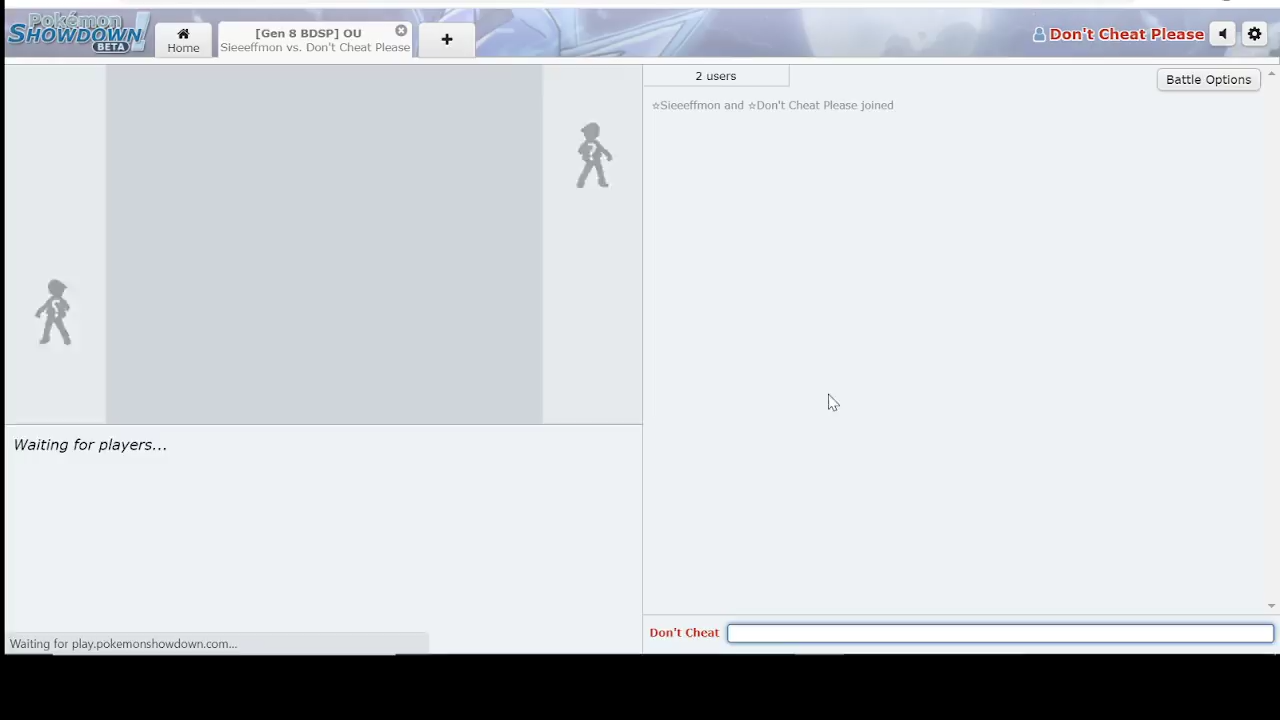 Pokémon
SHOWDOWN!
BETA
Home
[Gen 8 BDSP] OU
Sieeeffmon vs. Don't Cheat Please
+
Don't Cheat Please
2 users
Battle Options
☆Sieeeffmon and ☆Don't Cheat Please joined
?
?
Waiting for players...
Waiting for play.pokemonshowdown.com...
Don't Cheat